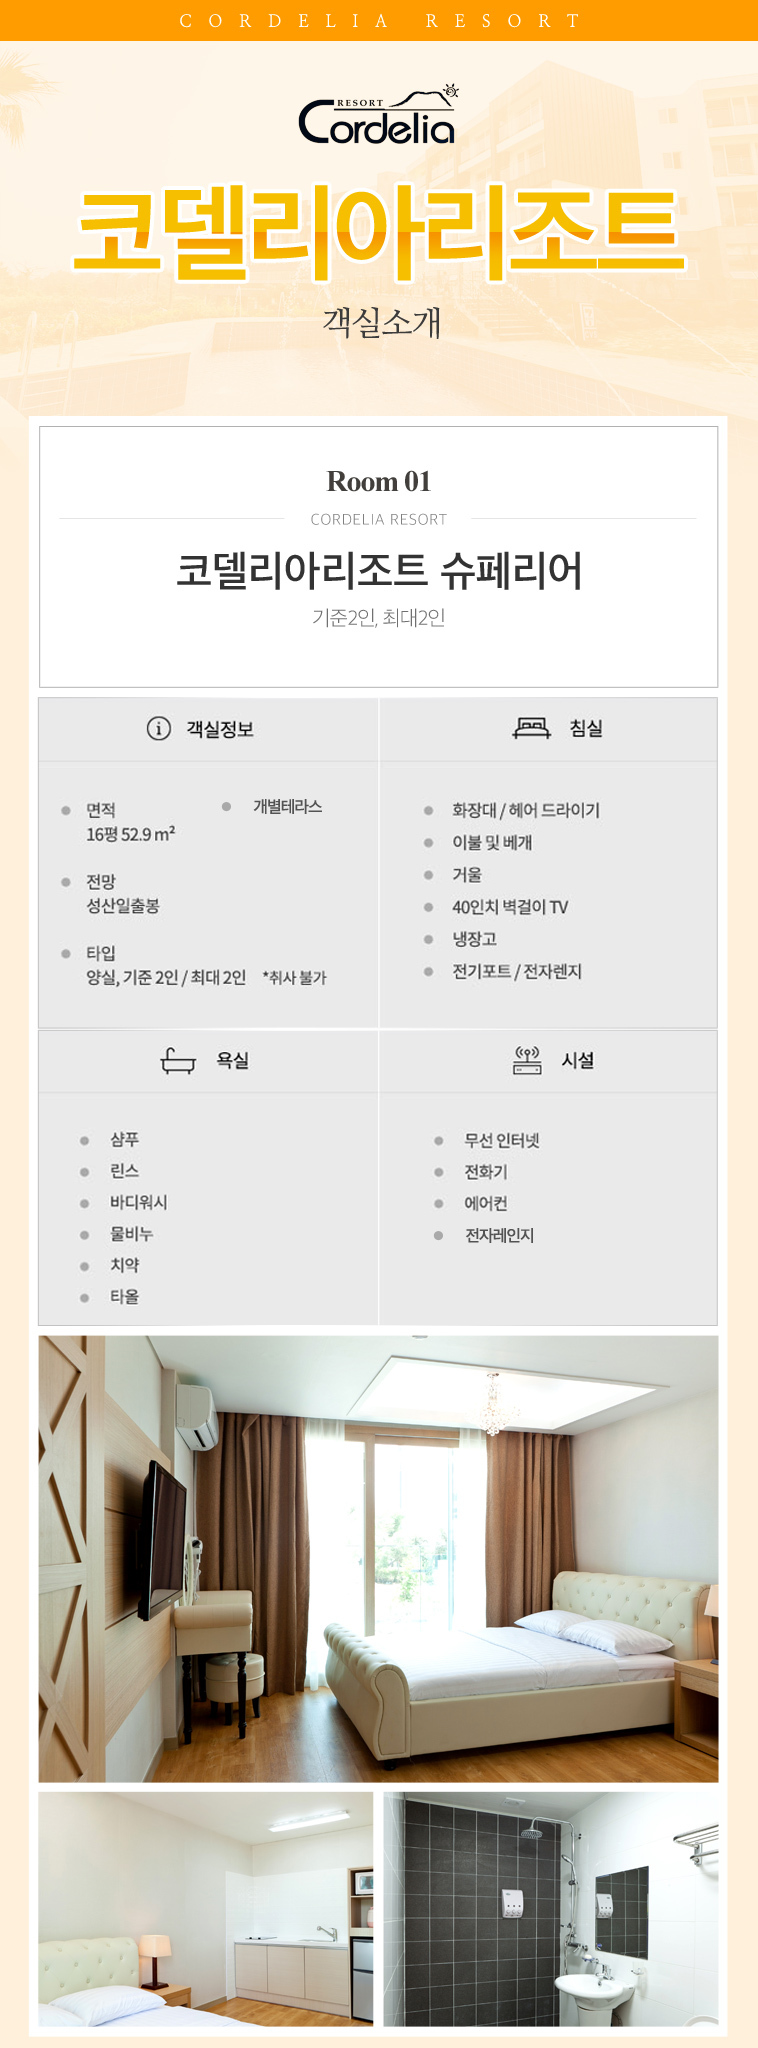 CORDELIA RESORT
RESORT
Cordelia
코델리아리조트
객실소개
Room 01
CORDELIA RESORT
코델리아리조트 슈페리어
기준2인, 최대2인
객실정보
면적
16평 52.9 m²
개별테라스
전망
성산일출봉
타입
양실, 기준 2인 / 최대 2인 *취사 불가
침실
화장대 / 헤어 드라이기
이불 및 베개
거울
40인치 벽걸이 TV
냉장고
전기포트 / 전자렌지
욕실
샴푸
린스
바디워시
물비누
치약
타올
시설
무선 인터넷
전화기
에어컨
전자레인지